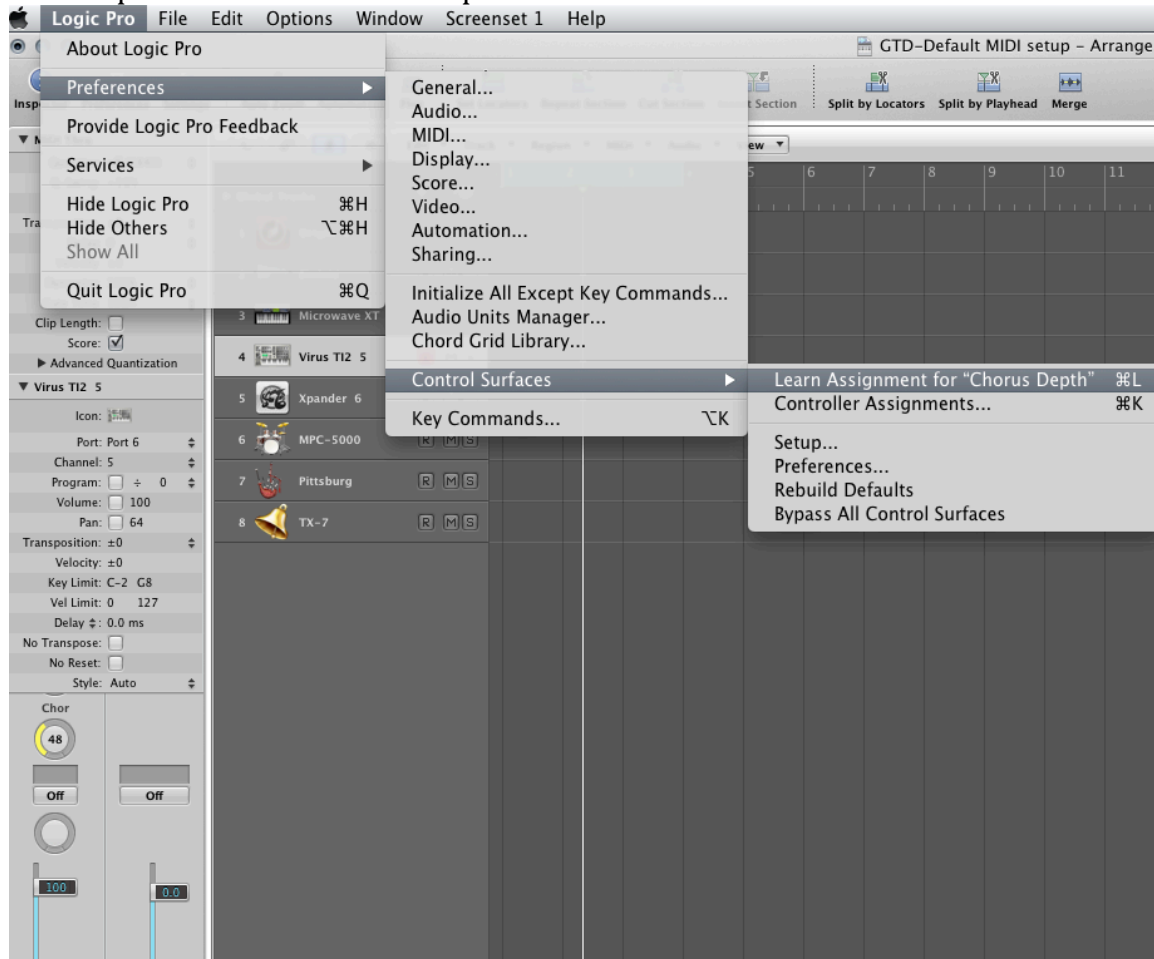 Logic Pro File Edit Options Window Screenset 1 Help
GTD-Default MIDI setup – Arrange
About Logic Pro
Preferences
Provide Logic Pro Feedback
Services
Hide Logic Pro ⌘H
Hide Others ⌥⌘H
Show All
Quit Logic Pro ⌘Q
General...
Audio...
MIDI...
Display...
Score...
Video...
Automation...
Sharing...
Initialize All Except Key Commands...
Audio Units Manager...
Chord Grid Library...
Control Surfaces
Key Commands... ⌥K
Learn Assignment for “Chorus Depth” ⌘L
Controller Assignments... ⌘K
Setup...
Preferences...
Rebuild Defaults
Bypass All Control Surfaces
Split by Locators Split by Playhead Merge
5 6 7 8 9 10 11
Clip Length:
Score:
Advanced Quantization
Virus TI2 5
Icon:
Port: Port 6
Channel: 5
Program: ÷ 0
Volume: 100
Pan: 64
Transposition: ±0
Velocity: ±0
Key Limit: C-2 G8
Vel Limit: 0 127
Delay : 0.0 ms
No Transpose:
No Reset:
Style: Auto
Chor
48
Off Off
100 0.0
3 Microwave XT
4 Virus TI2 5
5 Xpander 6
6 MPC-5000 R M S
7 Pittsburg R M S
8 TX-7 R M S